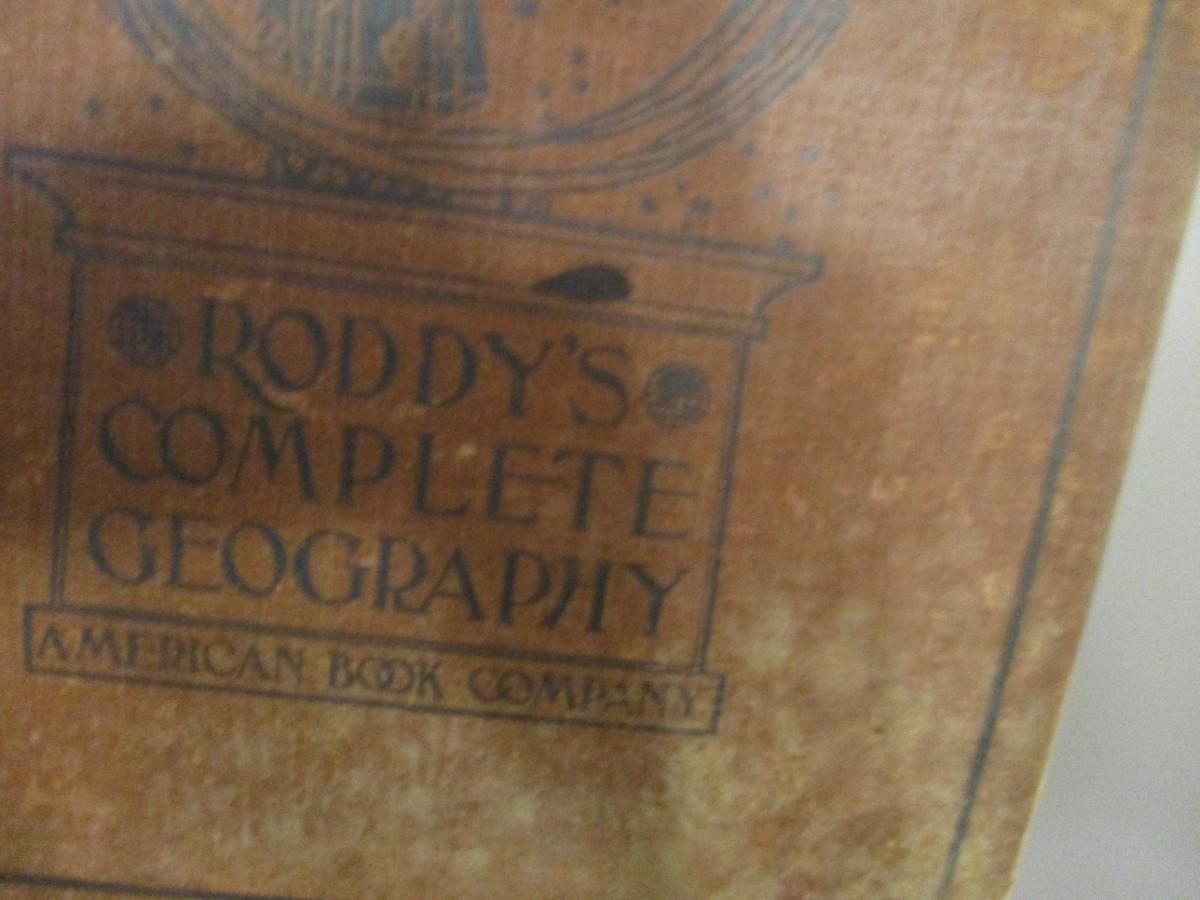 RODDY'S
COMPLETE
GEOGRAPHY
AMERICAN BOOK COMPANY